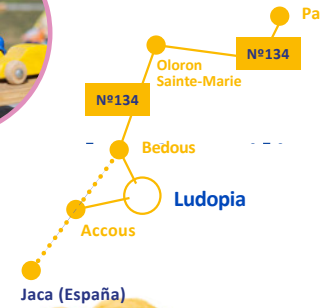 Pa
Nº134
Oloron
Sainte-Marie
Nº134
Bedous
Ludopia
Accous
Jaca (España)